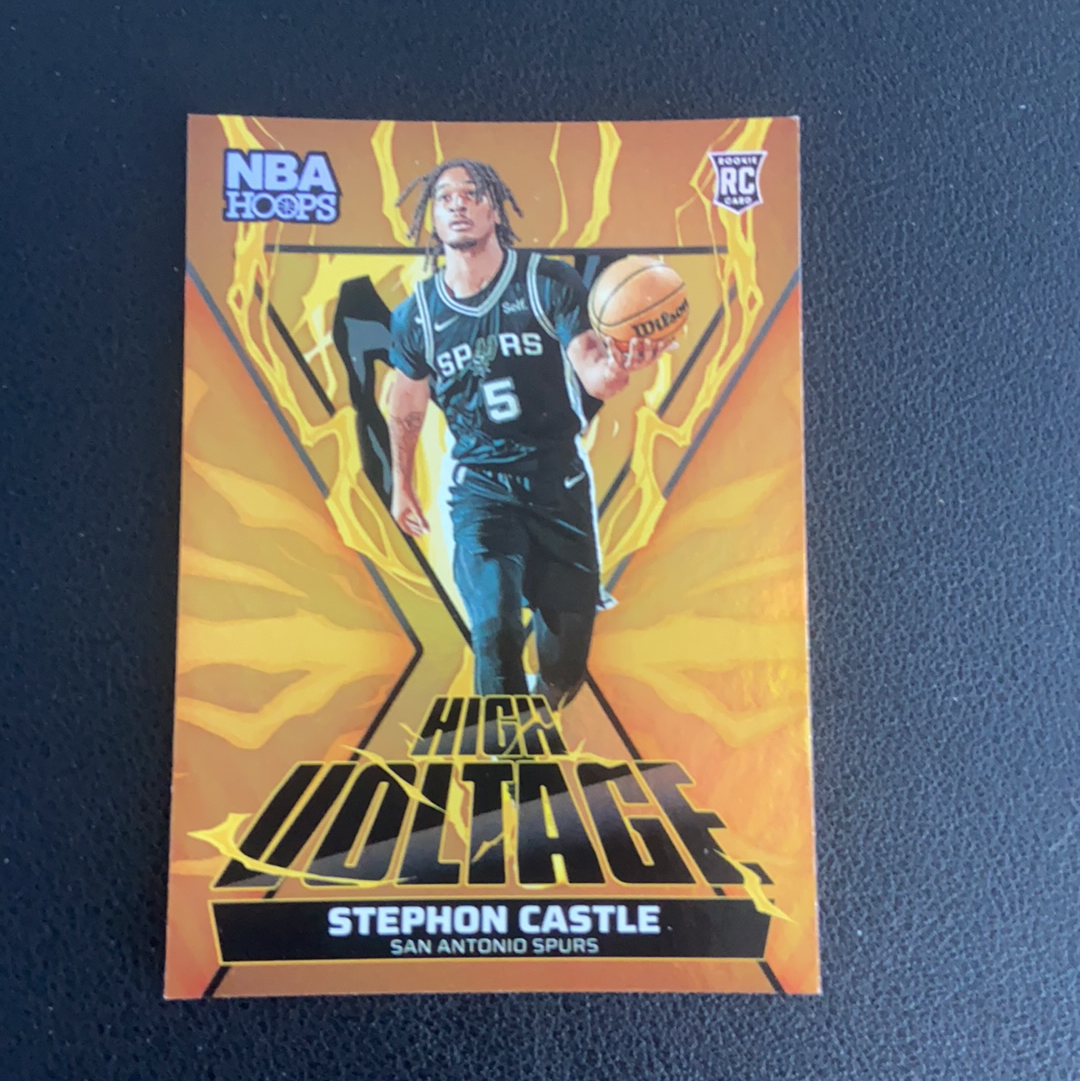 NBA
HOOPS
ROOKIE
RC
CARD
Self.
Wilson
SPURS
5
HIGH
VOLTAGE
STEPHON CASTLE
SAN ANTONIO SPURS